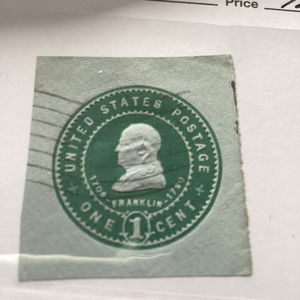 Price
UNITED STATES POSTAGE
1706 FRANKLIN 1790
ONE 1 CENT